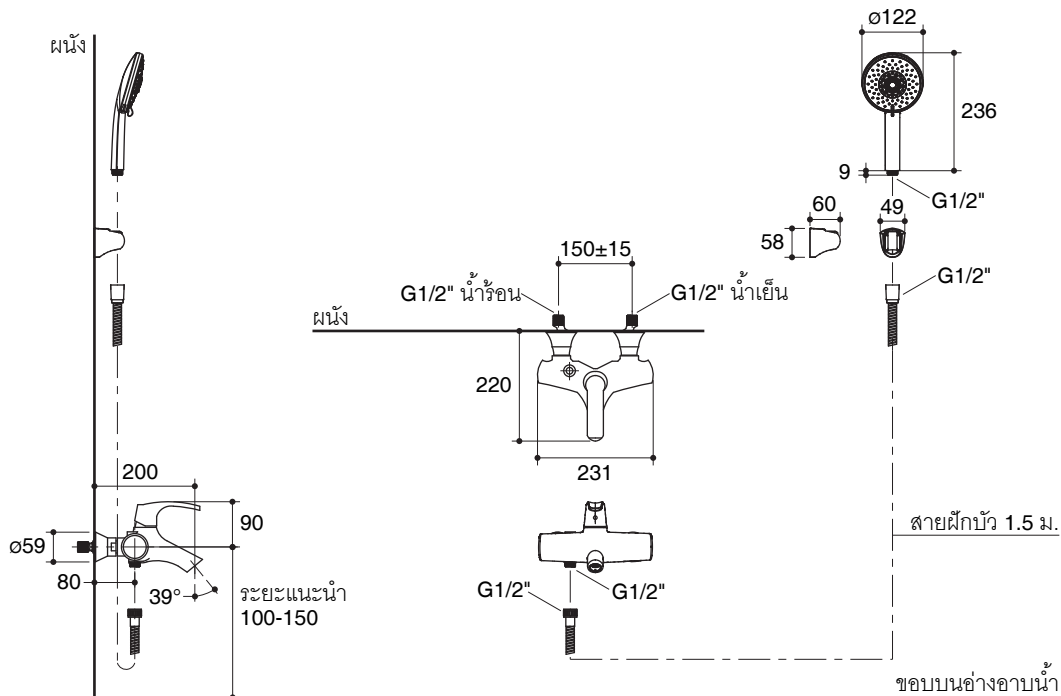 ผนัง
ø122
236
9
G1/2"
60
49
58
150±15
G1/2" น้ำร้อน
G1/2" น้ำเย็น
G1/2"
ผนัง
220
231
200
90
ø59
80
39°
ระยะแนะนำ
100-150
สายฝักบัว 1.5 ม.
G1/2"
G1/2"
ขอบบนอ่างอาบน้ำ